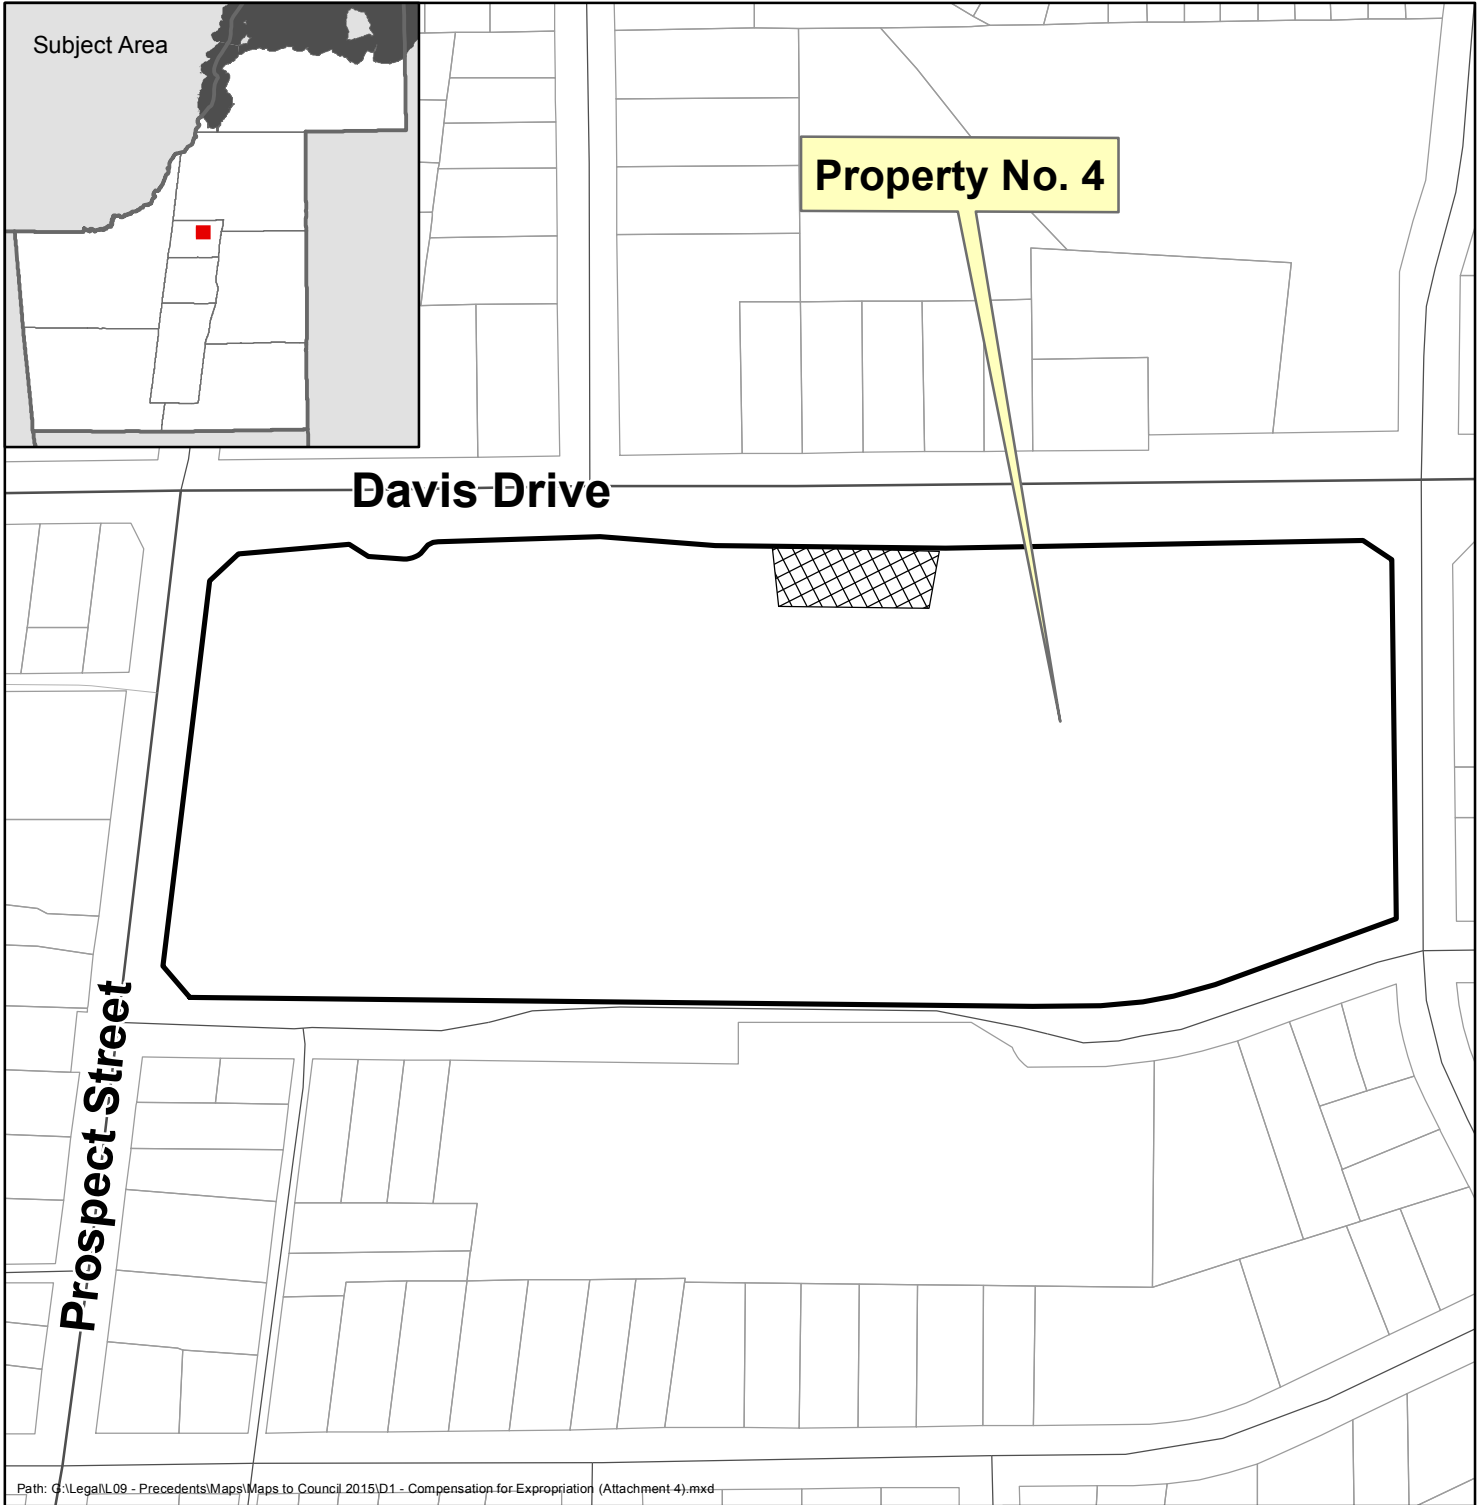 Subject Area
Property No. 4
Davis Drive
Prospect Street
Path: G:\Legal\L09 - Precedents\Maps\Maps to Council 2015\D1 - Compensation for Expropriation (Attachment 4).mxd